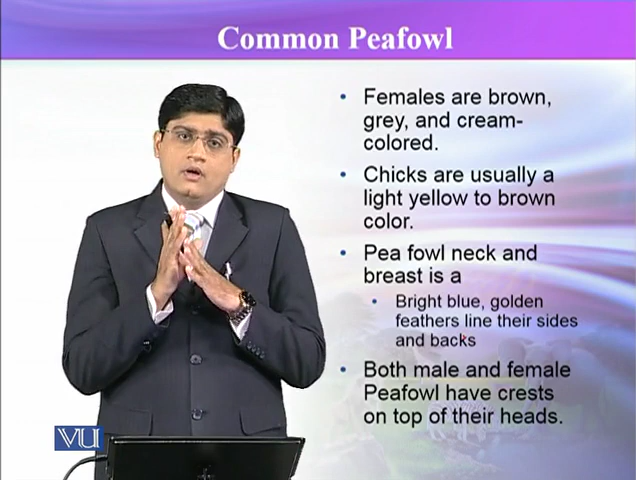 Common Peafowl
• Females are brown,
grey, and cream-
colored.
• Chicks are usually a
light yellow to brown
color.
• Pea fowl neck and
breast is a
• Bright blue, golden
feathers line their sides
and backs
• Both male and female
Peafowl have crests
on top of their heads.
VU